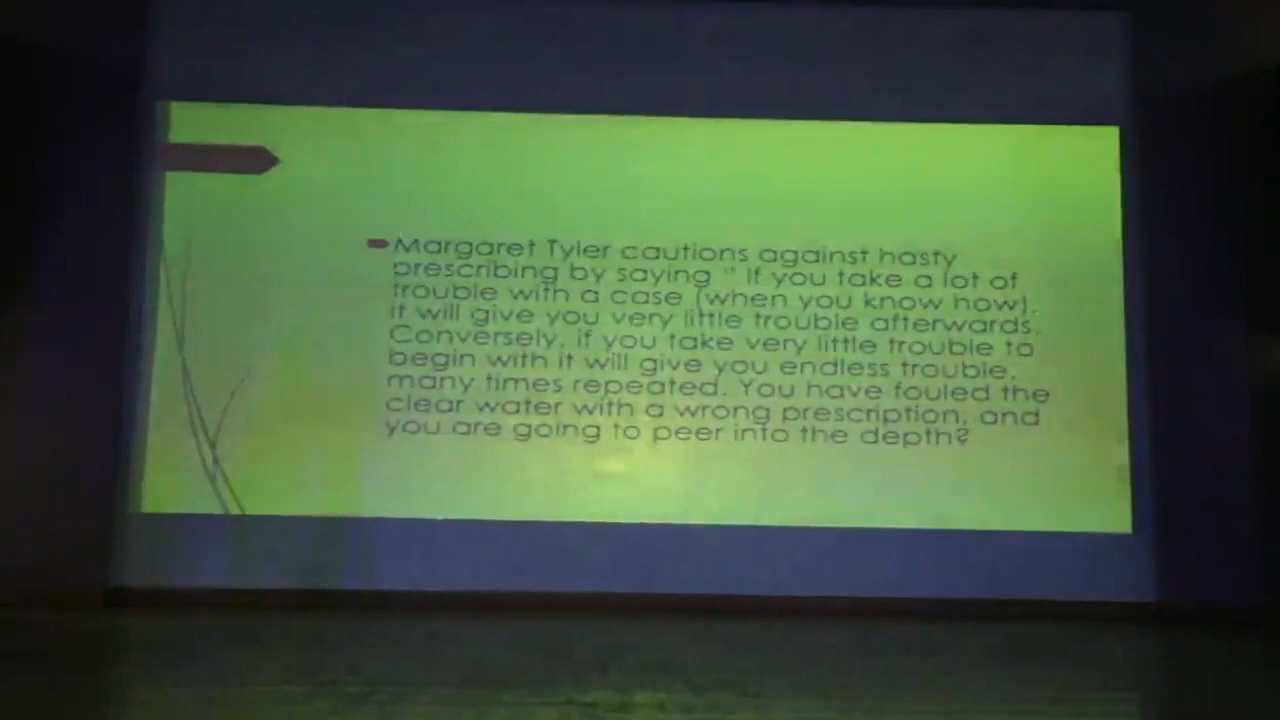 Margaret Tyler cautions against hasty
prescribing by saying " If you take a lot of
trouble with a case (when you know how),
it will give you very little trouble afterwards.
Conversely, if you take very little trouble to
begin with it will give you endless trouble,
many times repeated. You have fouled the
clear water with a wrong prescription, and
you are going to peer into the depth?